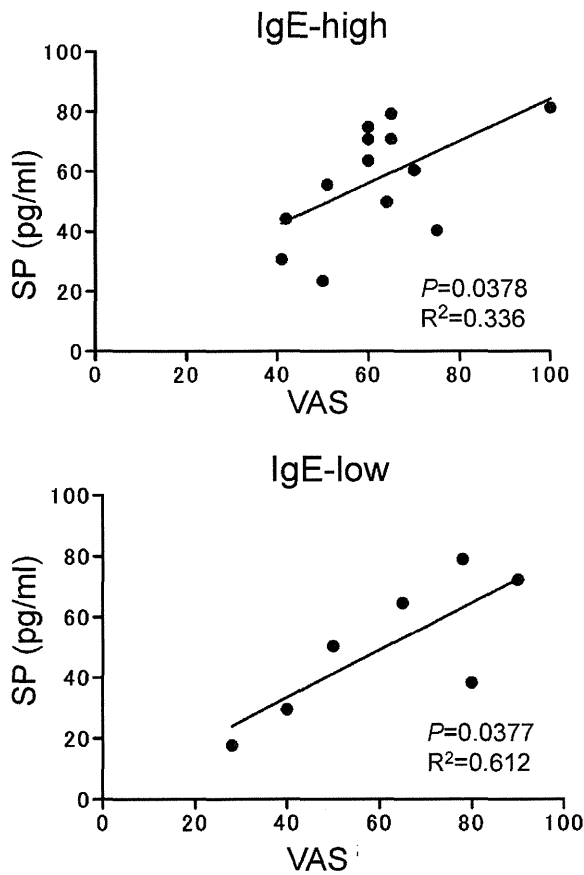 IgE-high
100
80
60
40
20
0
SP (pg/ml)
P=0.0378
R²=0.336
0 20 40 60 80 100
VAS
IgE-low
100
80
60
40
20
0
SP (pg/ml)
P=0.0377
R²=0.612
0 20 40 60 80 100
VAS